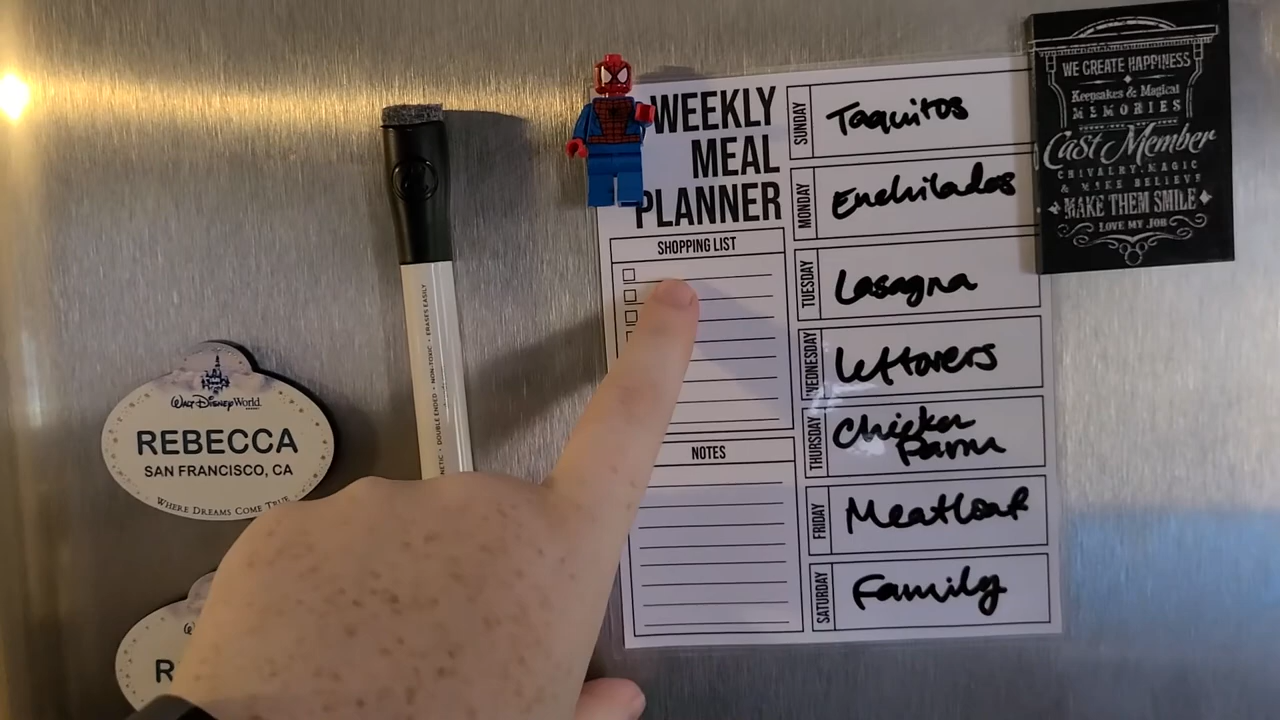 WEEKLY
MEAL
PLANNER
SHOPPING LIST
NOTES
SUNDAY
Taquitos
MONDAY
Enchiladas
TUESDAY
Lasagna
WEDNESDAY
Leftovers
THURSDAY
Chicken
Parm
FRIDAY
Meatloaf
SATURDAY
Family
WE CREATE HAPPINESS
Keepsakes & Magical
MEMORIES
Cast Member
CHIVALRY, MAGIC
& MAKE BELIEVE
MAKE THEM SMILE
LOVE MY JOB
DOUBLE ENDED • NON-TOXIC • ERASES EASILY
Walt Disney World
REBECCA
SAN FRANCISCO, CA
WHERE DREAMS COME TRUE
R